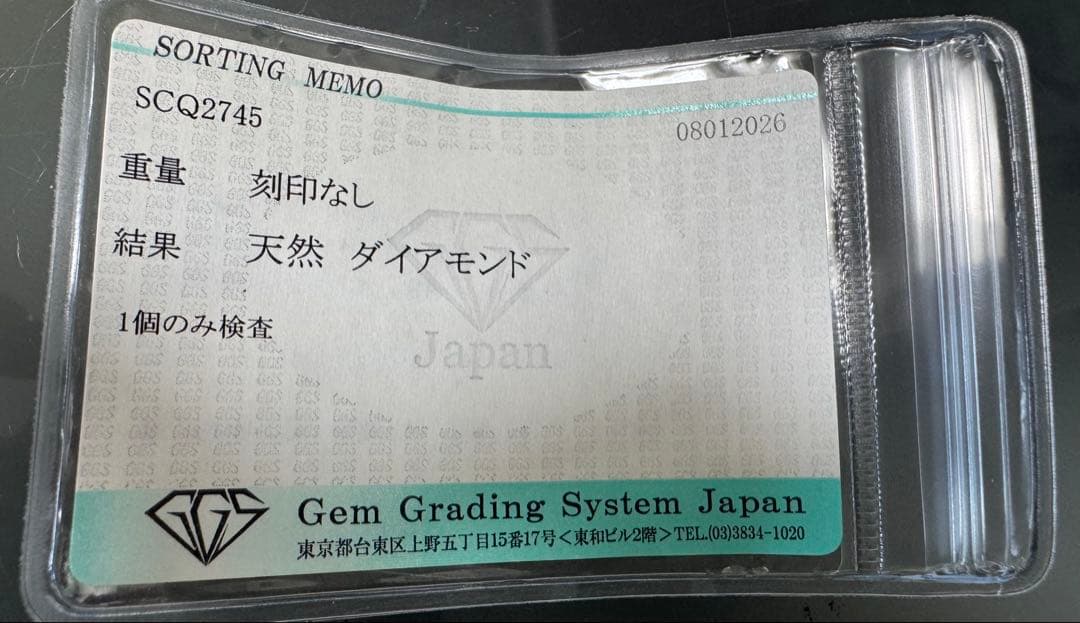 SORTING MEMO
SCQ2745
08012026
重量 刻印なし
結果 天然 ダイアモンド
1個のみ検査
GGS
Japan
GGS Gem Grading System Japan
東京都台東区上野五丁目15番17号<東和ビル2階>TEL.(03)3834-1020